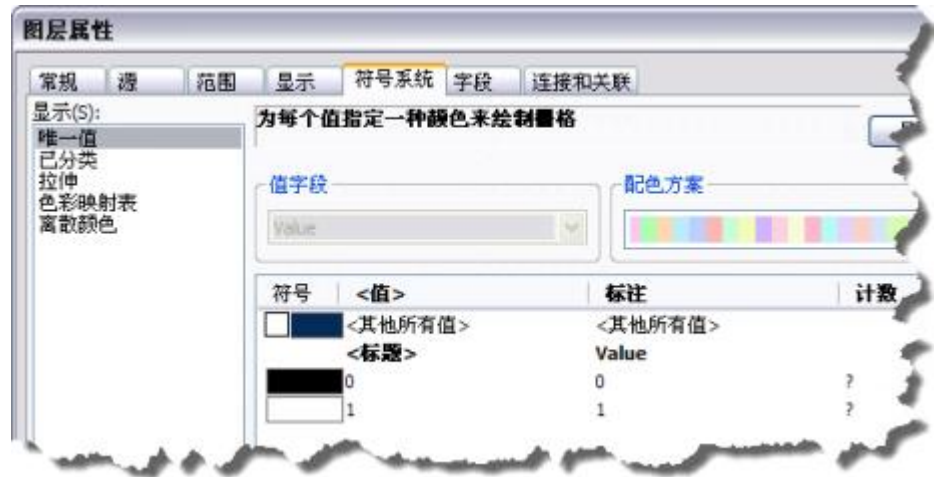 图层属性
常规 源 范围 显示 符号系统 字段 连接和关联
显示(S):
唯一值
已分类
拉伸
色彩映射表
离散颜色
为每个值指定一种颜色来绘制栅格
值字段
Value
配色方案
符号 <值> 标注 计数
<其他所有值> <其他所有值>
<标题> Value
0 0 ?
1 1 ?